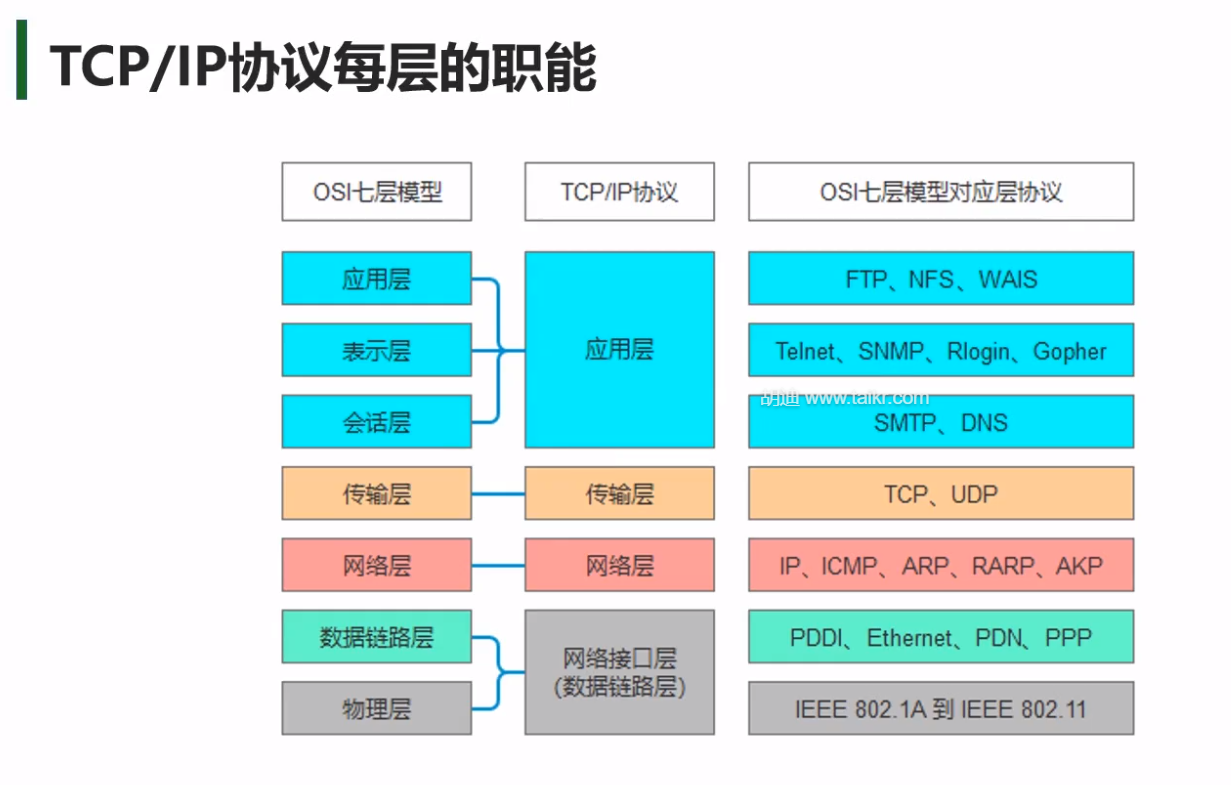 TCP/IP协议每层的职能
OSI七层模型
TCP/IP协议
OSI七层模型对应层协议
应用层
FTP、NFS、WAIS
表示层
应用层
Telnet、SNMP、Rlogin、Gopher
胡迪 www.talkr.com
会话层
SMTP、DNS
传输层
传输层
TCP、UDP
网络层
网络层
IP、ICMP、ARP、RARP、AKP
数据链路层
网络接口层
(数据链路层)
PDDI、Ethernet、PDN、PPP
物理层
IEEE 802.1A 到 IEEE 802.11